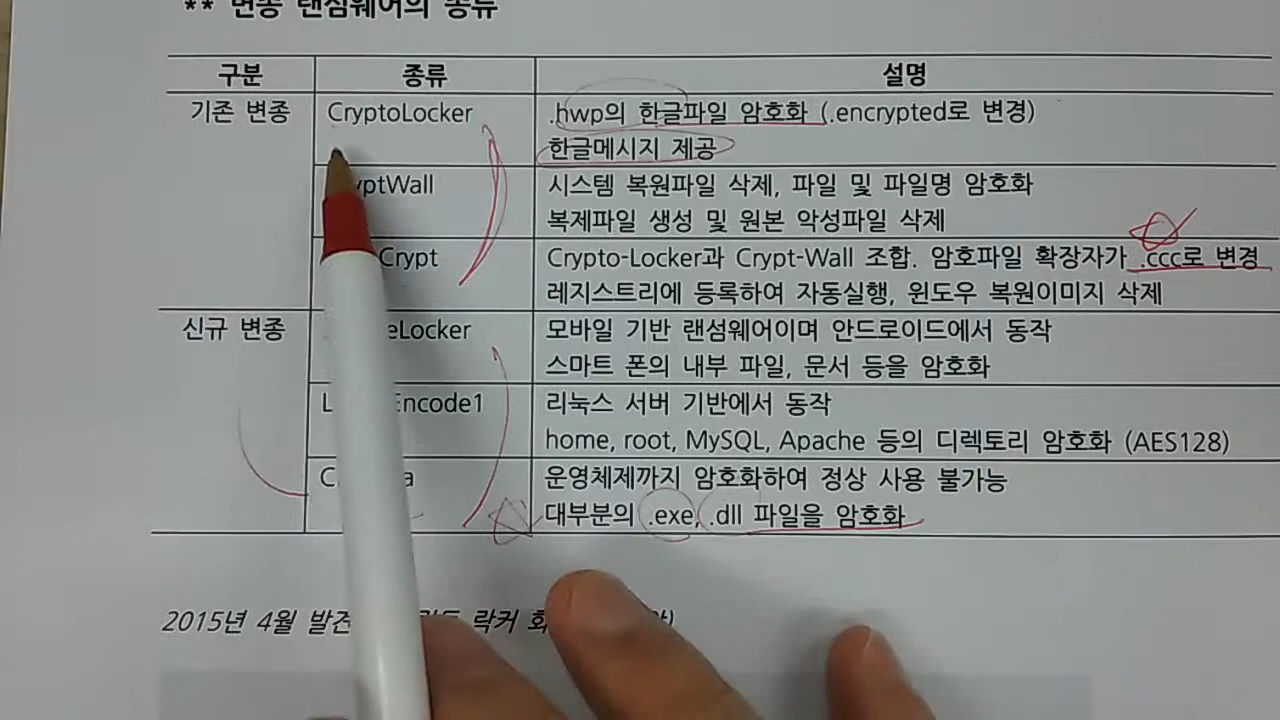 ** 변종 랜섬웨어의 종류
구분 종류 설명
기존 변종 CryptoLocker .hwp의 한글파일 암호화 (.encrypted로 변경)
한글메시지 제공
시스템 복원파일 삭제, 파일 및 파일명 암호화
복제파일 생성 및 원본 악성파일 삭제
Crypto-Locker과 Crypt-Wall 조합. 암호파일 확장자가 .ccc로 변경
레지스트리에 등록하여 자동실행, 윈도우 복원이미지 삭제
신규 변종 모바일 기반 랜섬웨어이며 안드로이드에서 동작
스마트 폰의 내부 파일, 문서 등을 암호화
리눅스 서버 기반에서 동작
home, root, MySQL, Apache 등의 디렉토리 암호화 (AES128)
운영체제까지 암호화하여 정상 사용 불가능
대부분의 .exe, .dll 파일을 암호화
2015년 4월 발견 락커